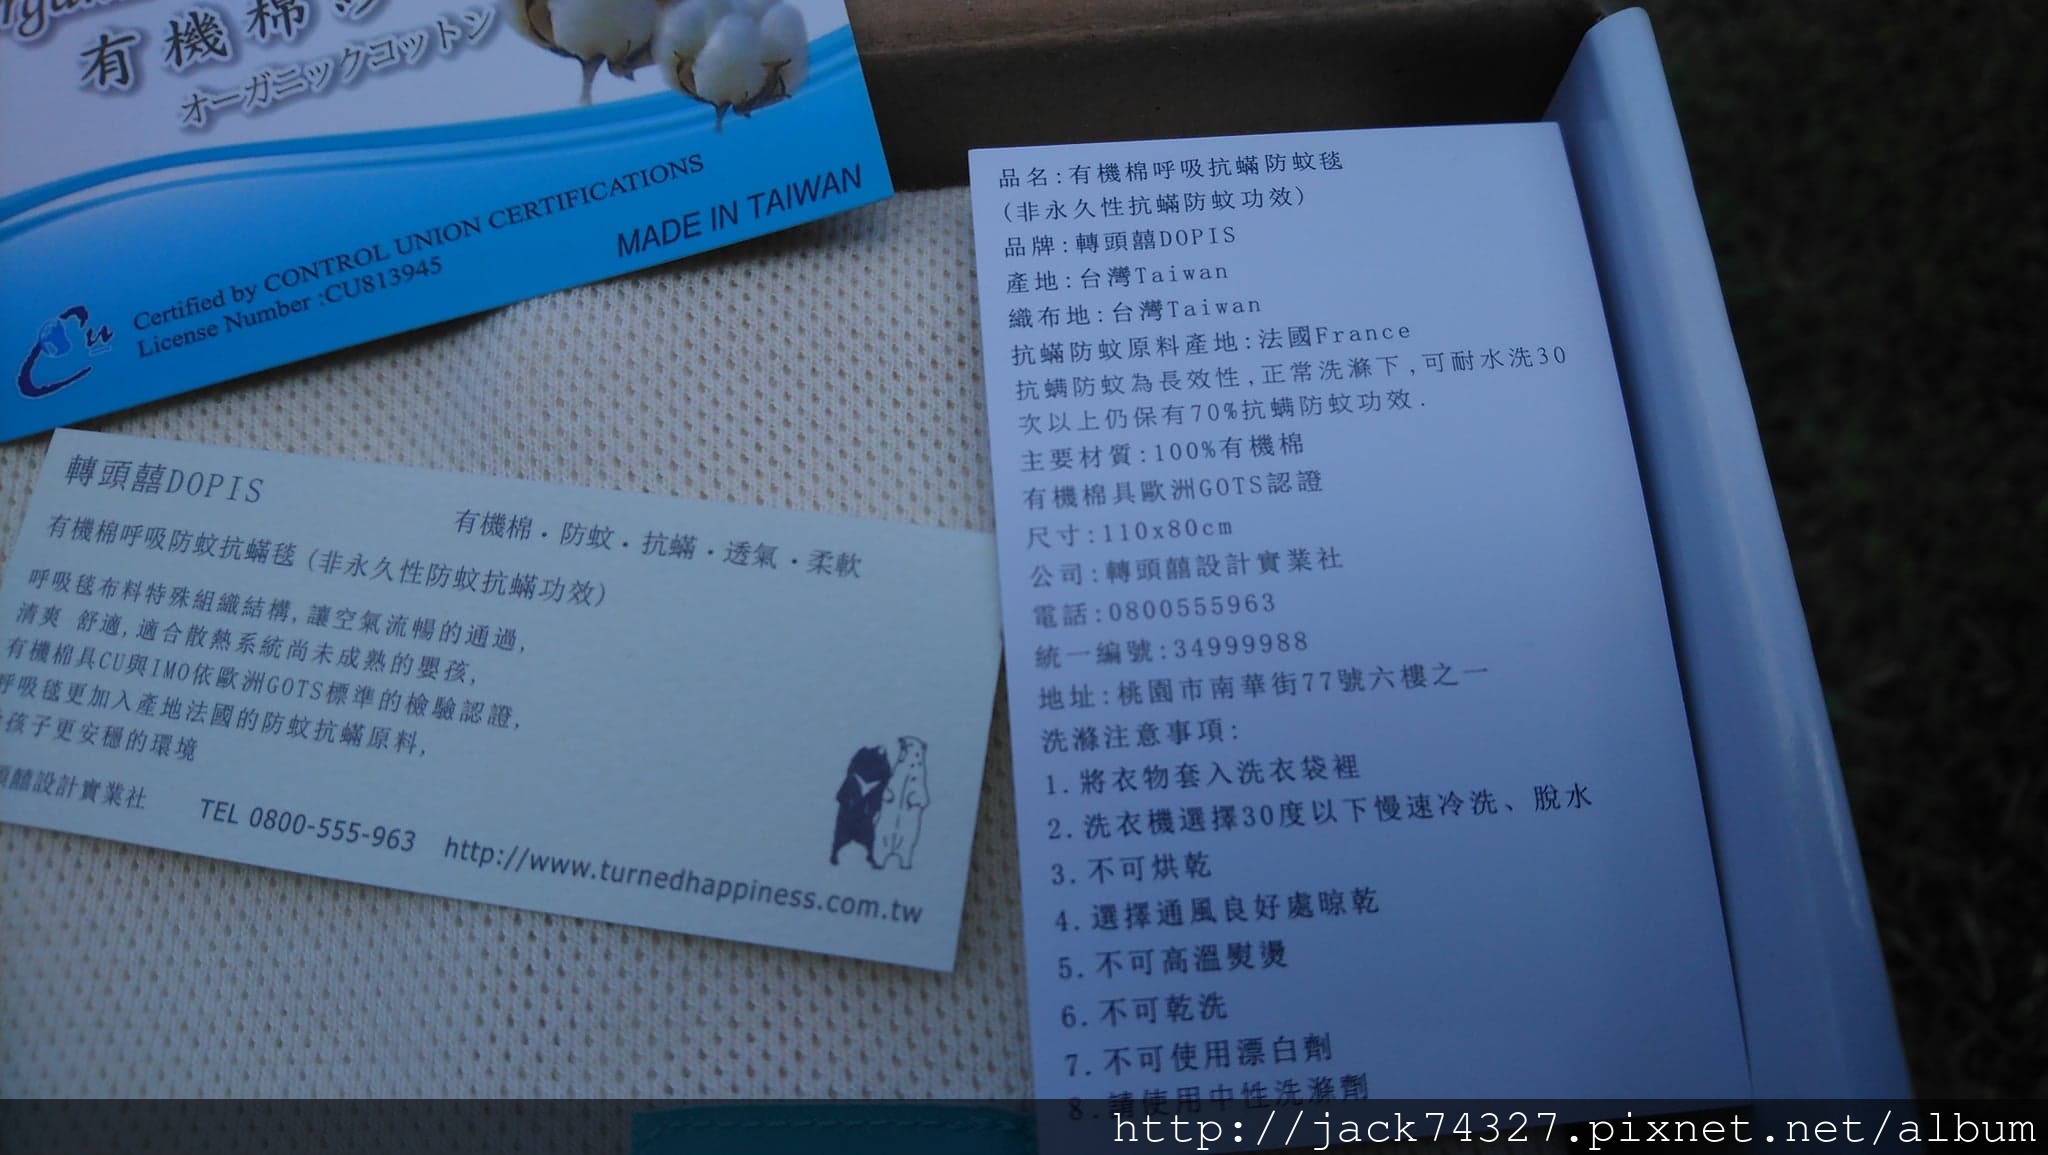 有機棉
オーガニックコットン
Certified by CONTROL UNION CERTIFICATIONS
License Number :CU813945
MADE IN TAIWAN
Cu
轉頭囍DOPIS
有機棉．防蚊．抗蟎．透氣．柔軟
有機棉呼吸防蚊抗蟎毯 (非永久性防蚊抗蟎功效)
呼吸毯布料特殊組織結構,讓空氣流暢的通過,
清爽 舒適,適合散熱系統尚未成熟的嬰孩,
有機棉具CU與IMO依歐洲GOTS標準的檢驗認證,
呼吸毯更加入產地法國的防蚊抗蟎原料,
孩子更安穩的環境
頭囍設計實業社
TEL 0800-555-963 http://www.turnedhappiness.com.tw
品名:有機棉呼吸抗蟎防蚊毯
(非永久性抗蟎防蚊功效)
品牌:轉頭囍DOPIS
產地:台灣Taiwan
織布地:台灣Taiwan
抗蟎防蚊原料產地:法國France
抗螨防蚊為長效性,正常洗滌下,可耐水洗30
次以上仍保有70%抗螨防蚊功效.
主要材質:100%有機棉
有機棉具歐洲GOTS認證
尺寸:110x80cm
公司:轉頭囍設計實業社
電話:0800555963
統一編號:34999988
地址:桃園市南華街77號六樓之一
洗滌注意事項:
1.將衣物套入洗衣袋裡
2.洗衣機選擇30度以下慢速冷洗、脫水
3.不可烘乾
4.選擇通風良好處晾乾
5.不可高溫熨燙
6.不可乾洗
7.不可使用漂白劑
8.請使用中性洗滌劑
http://jack74327.pixnet.net/album